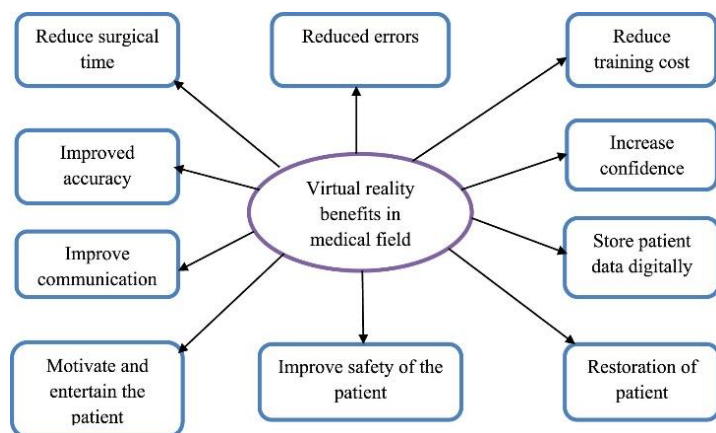 Reduce surgical
time
Reduced errors
Reduce
training cost
Improved
accuracy
Virtual reality
benefits in
medical field
Increase
confidence
Improve
communication
Store patient
data digitally
Motivate and
entertain the
patient
Improve safety of the
patient
Restoration of
patient